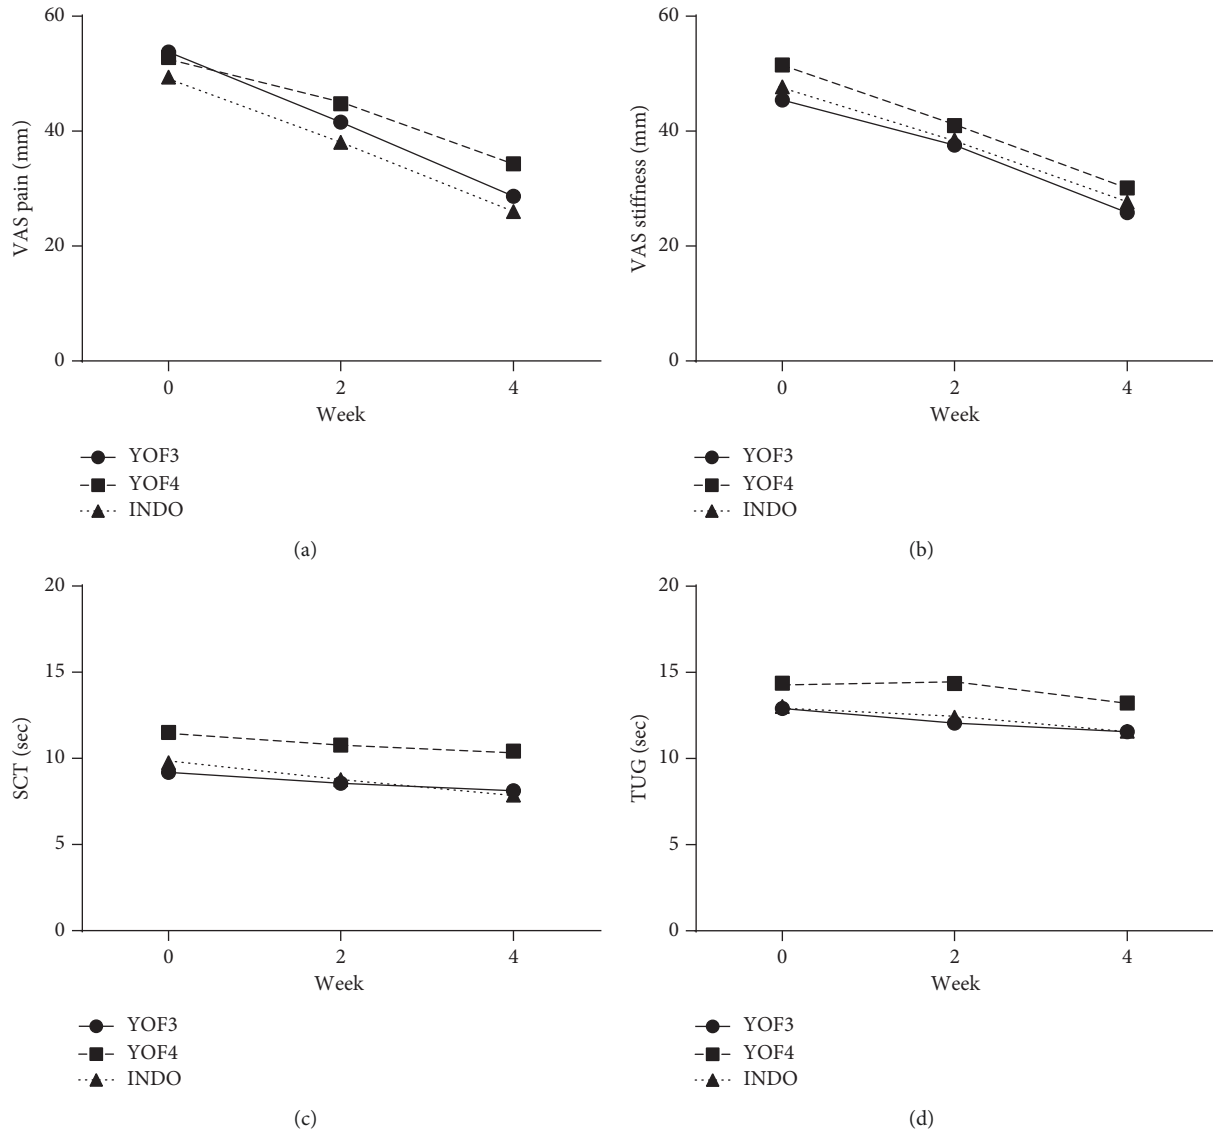 60
40
20
0
VAS pain (mm)
0 2 4
Week
YOF3
YOF4
INDO
(a)
60
40
20
0
VAS stiffness (mm)
0 2 4
Week
YOF3
YOF4
INDO
(b)
20
15
10
5
0
SCT (sec)
0 2 4
Week
YOF3
YOF4
INDO
(c)
20
15
10
5
0
TUG (sec)
0 2 4
Week
YOF3
YOF4
INDO
(d)